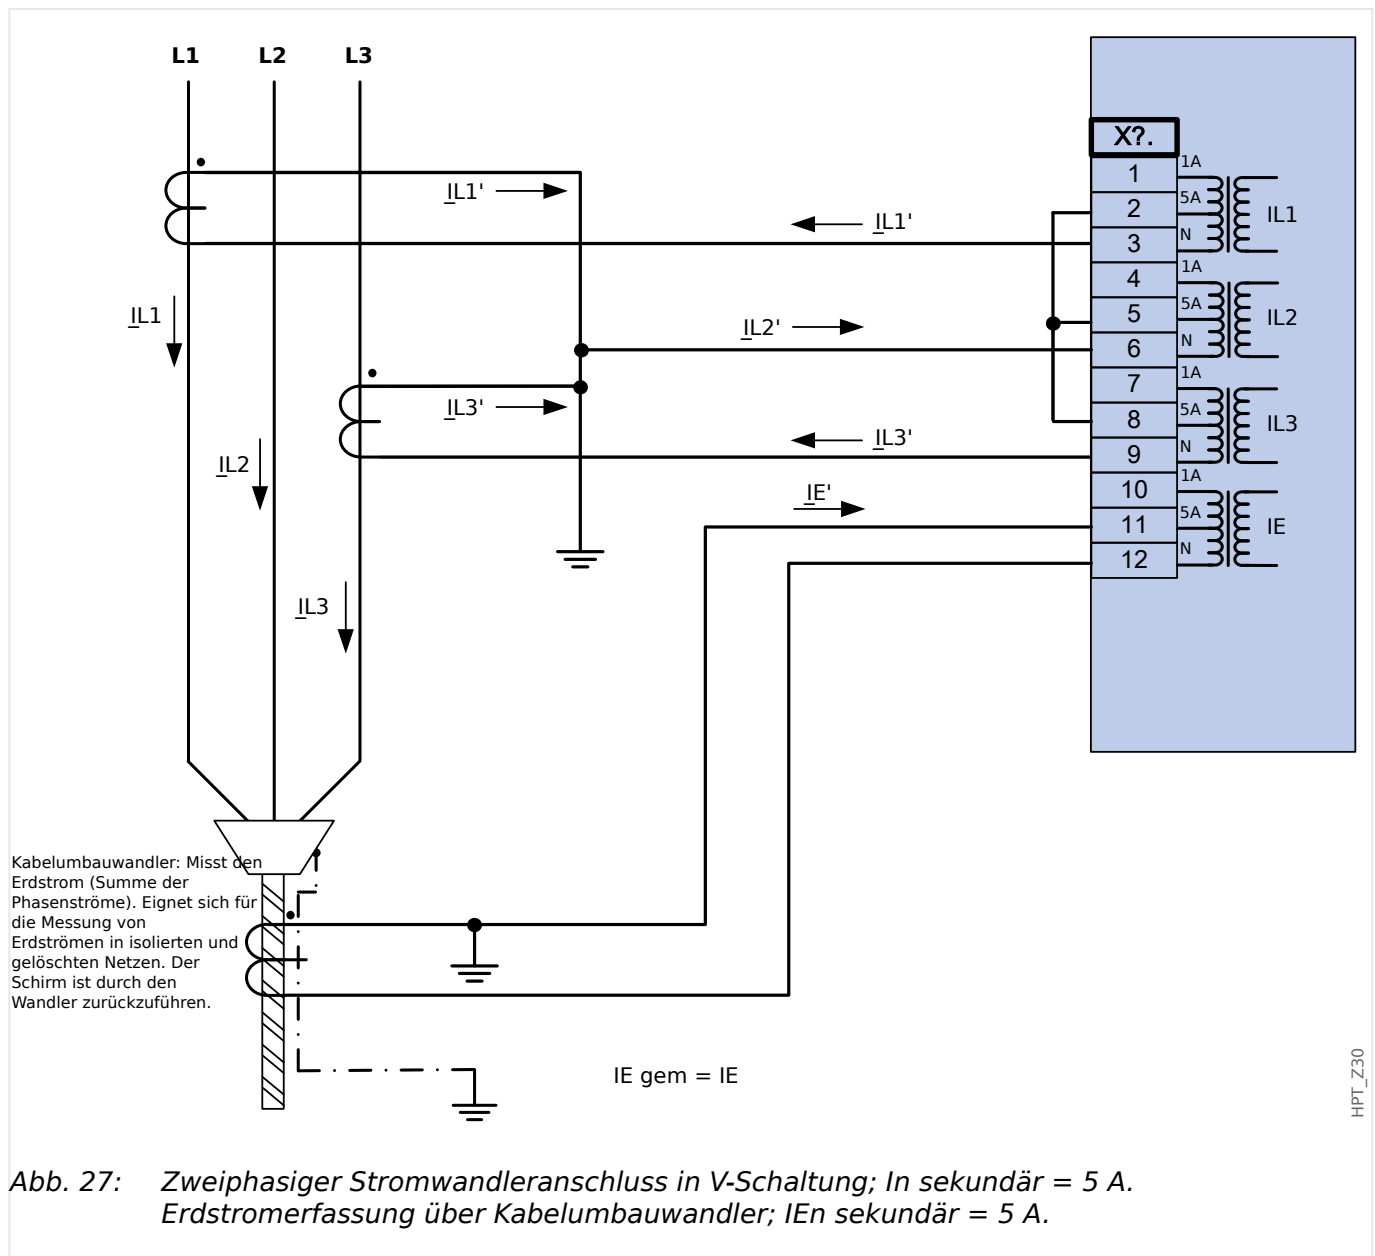 L1 L2 L3
X?.
1 1A
2 5A IL1
3 N
4 1A
5 5A IL2
6 N
7 1A
8 5A IL3
9 N
10 1A
11 5A IE
12 N
IL1'
IL1'
IL1
IL2'
IL3'
IL3'
IL2
IE'
IL3
Kabelumbauwandler: Misst den
Erdstrom (Summe der
Phasenströme). Eignet sich für
die Messung von
Erdströmen in isolierten und
gelöschten Netzen. Der
Schirm ist durch den
Wandler zurückzuführen.
IE gem = IE
HPT_Z30
Abb. 27: Zweiphasiger Stromwandleranschluss in V-Schaltung; In sekundär = 5 A.
Erdstromerfassung über Kabelumbauwandler; IEn sekundär = 5 A.